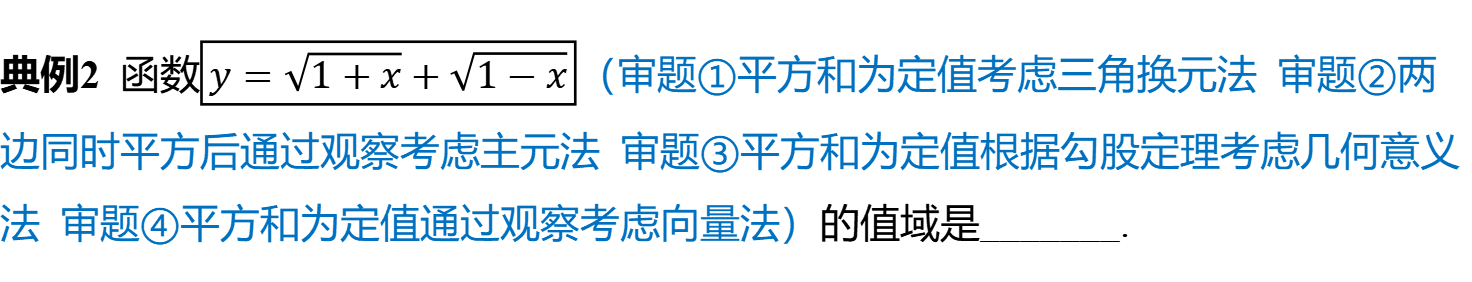 典例2 函数y = √1 + x + √1 − x（审题①平方和为定值考虑三角换元法 审题②两
边同时平方后通过观察考虑主元法 审题③平方和为定值根据勾股定理考虑几何意义
法 审题④平方和为定值通过观察考虑向量法）的值域是_______.